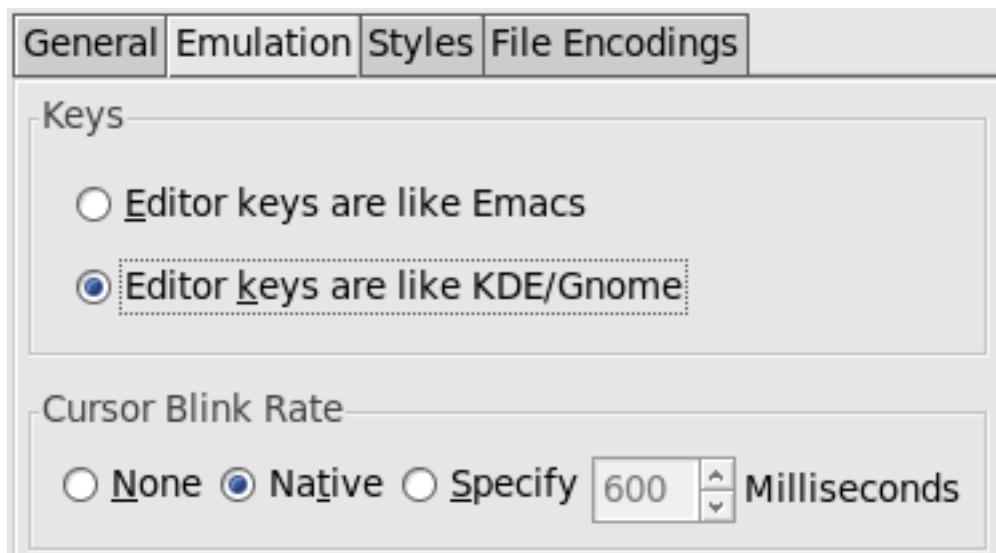 General Emulation Styles File Encodings
Keys
Editor keys are like Emacs
Editor keys are like KDE/Gnome
Cursor Blink Rate
None Native Specify 600 Milliseconds